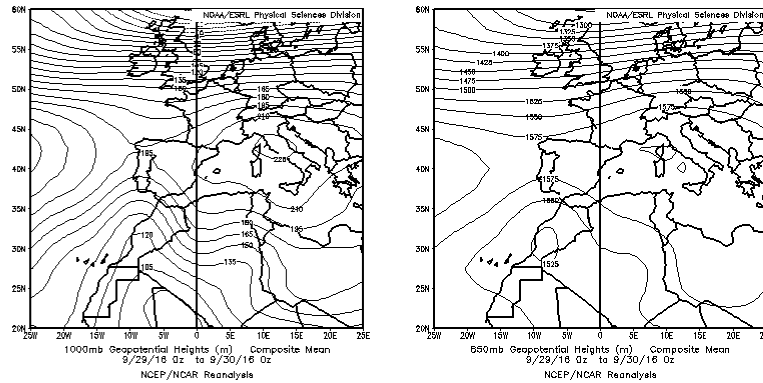 NOAA/ESRL Physical Sciences Division
60N
55N
50N
45N
40N
35N
30N
25N
20N
135
165
180
195
210
195
225
210
195
180
165
150
135
120
105
25W
20W
15W
10W
5W
0
5E
10E
15E
20E
25E
1000mb Geopotential Heights (m) Composite Mean
9/29/16 0z to 9/30/16 0z
NCEP/NCAR Reanalysis
NOAA/ESRL Physical Sciences Division
60N
55N
50N
45N
40N
35N
30N
25N
20N
1300
1325
1350
1375
1400
1425
1450
1475
1500
1525
1550
1575
1550
1575
1575
1525
25W
20W
15W
10W
5W
0
5E
10E
15E
20E
850mb Geopotential Heights (m) Composite Mean
9/29/16 0z to 9/30/16 0z
NCEP/NCAR Reanalysis